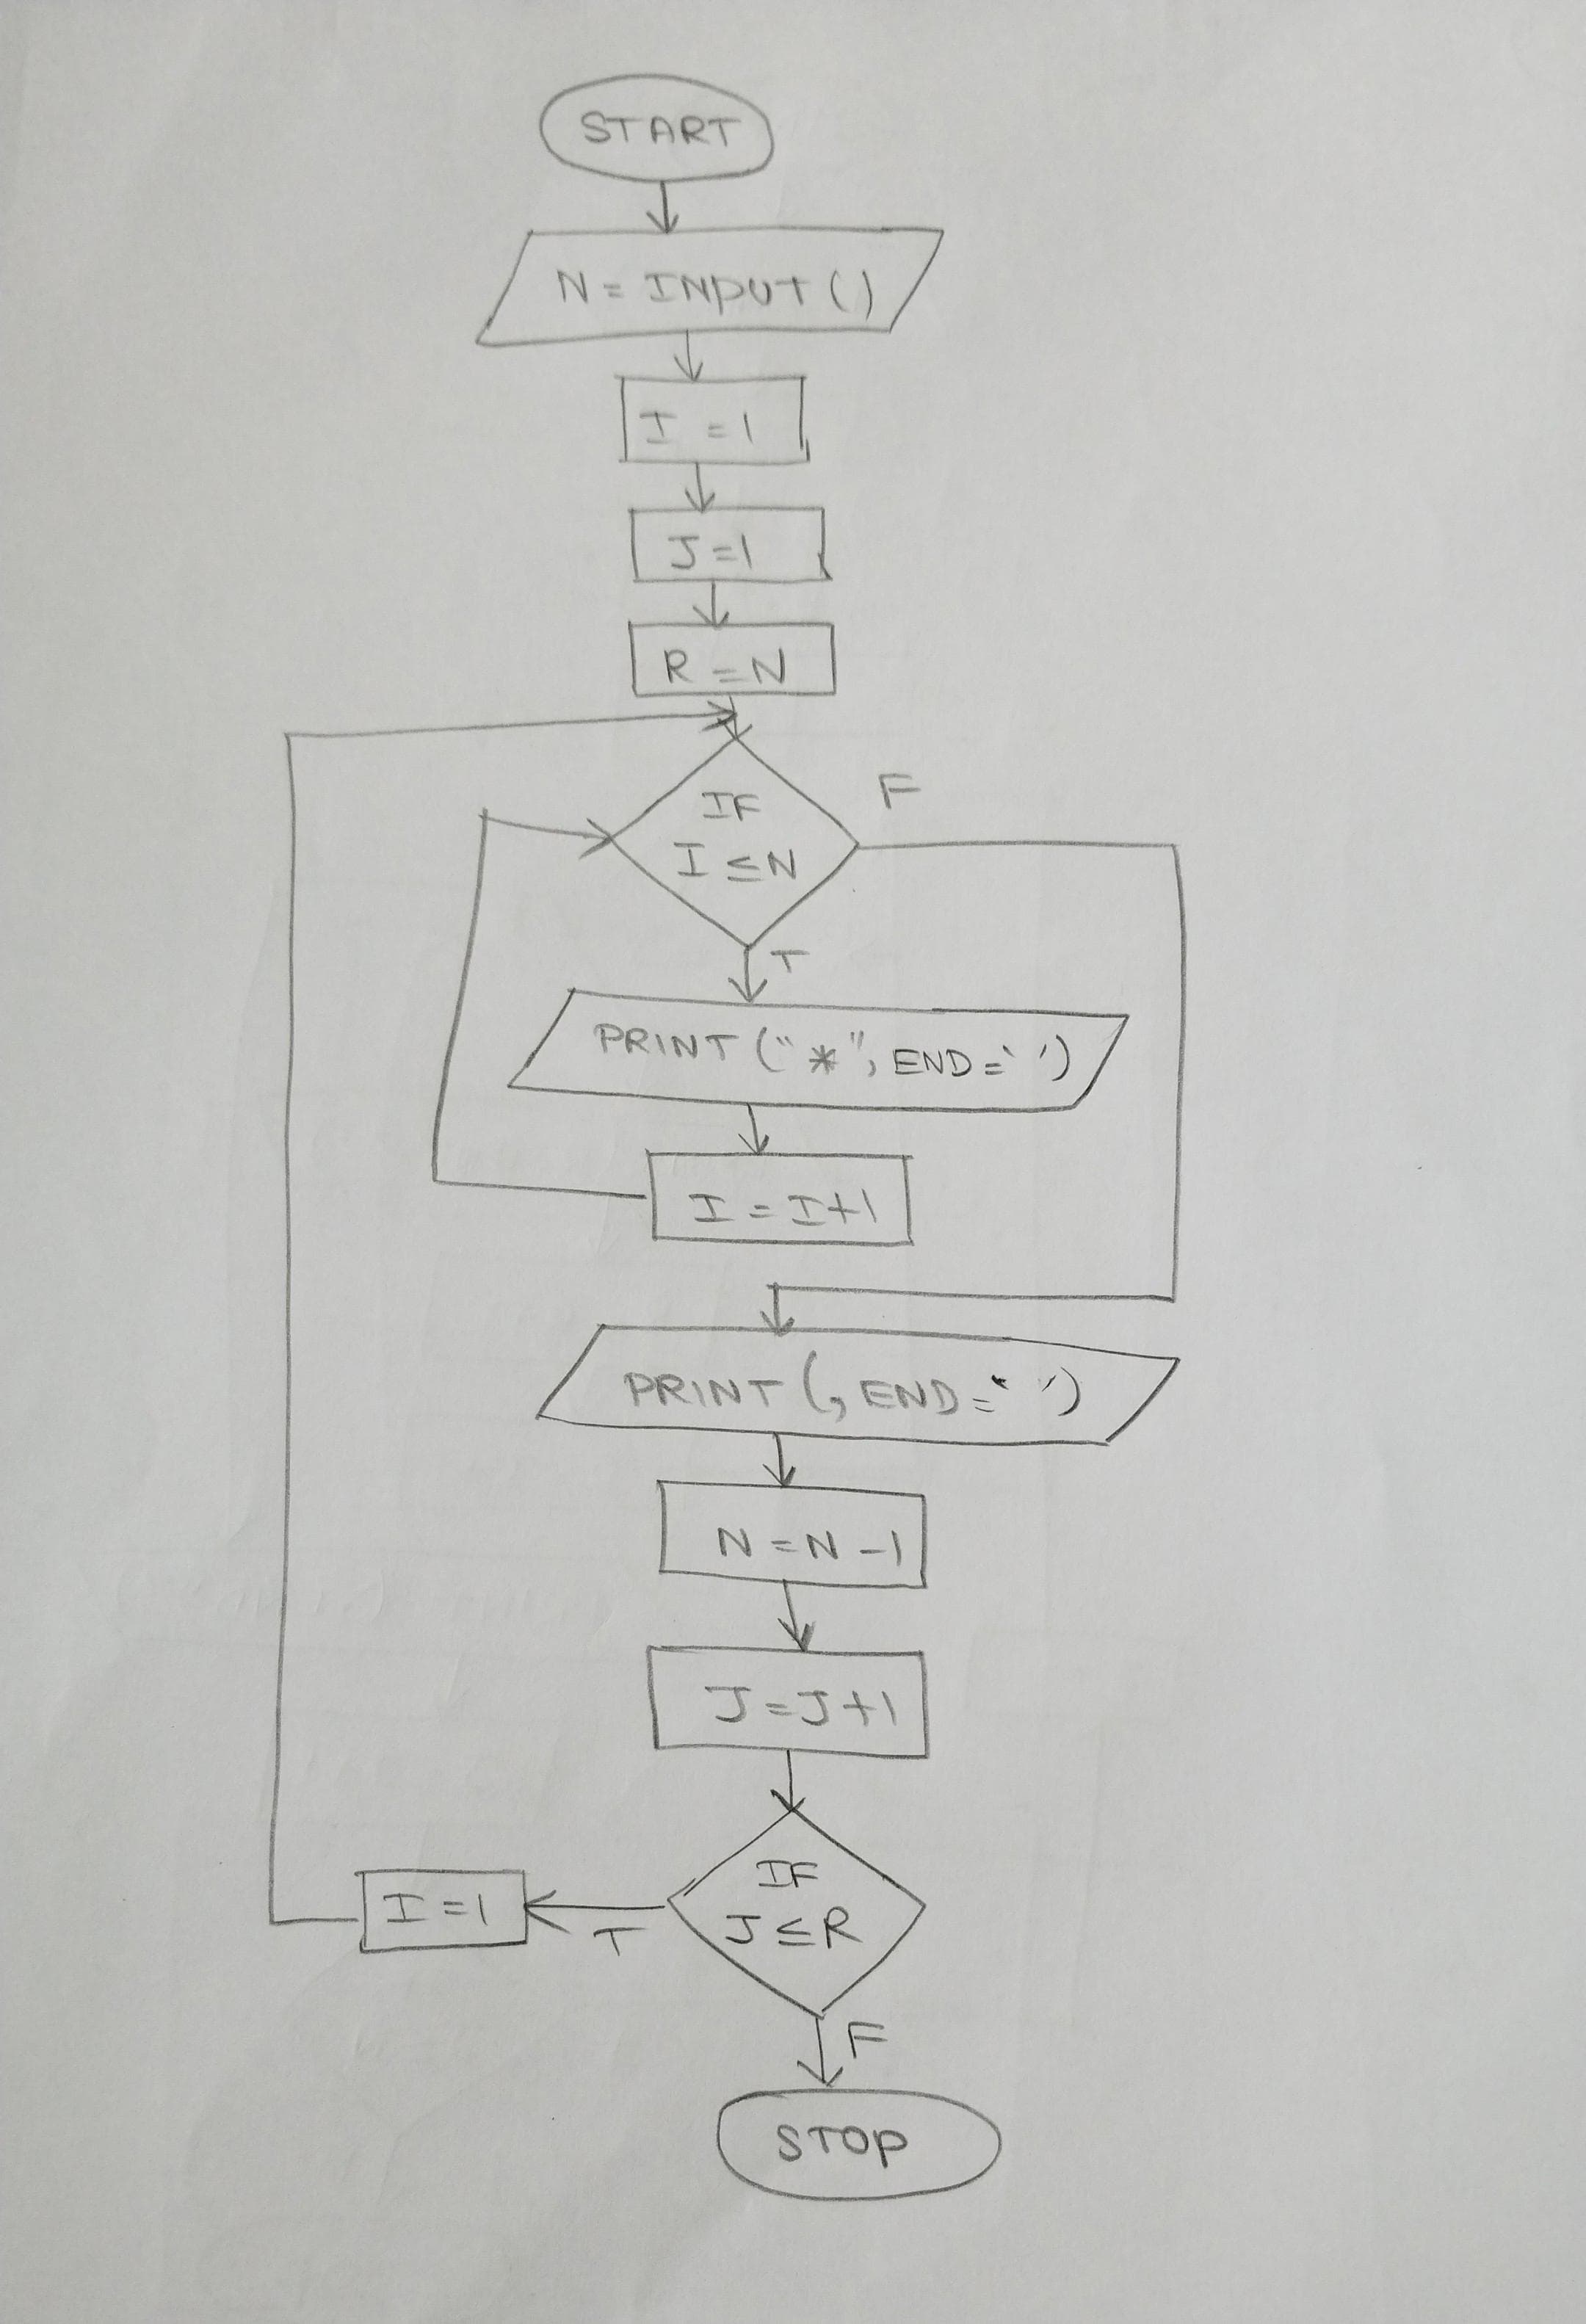 START
N = INPUT ()
I = 1
J = 1
R = N
IF
I ≤ N
F
T
PRINT ("*", END = ' ')
I = I + 1
PRINT (, END = ' ')
N = N - 1
J = J + 1
IF
J ≤ R
T
I = 1
F
STOP